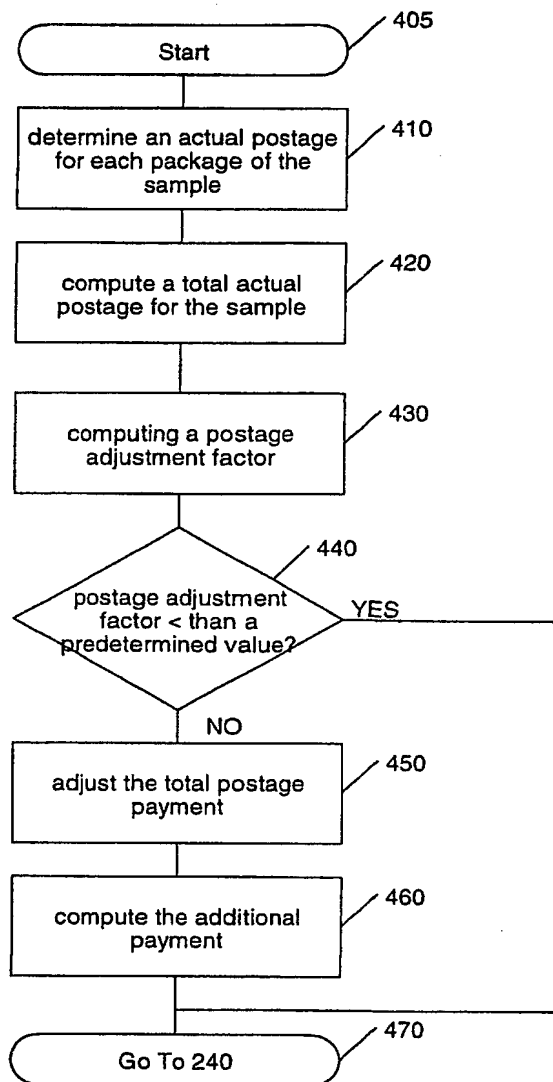 405
Start
410
determine an actual postage
for each package of the
sample
420
compute a total actual
postage for the sample
430
computing a postage
adjustment factor
440
postage adjustment
factor < than a
predetermined value?
YES
NO
450
adjust the total postage
payment
460
compute the additional
payment
470
Go To 240